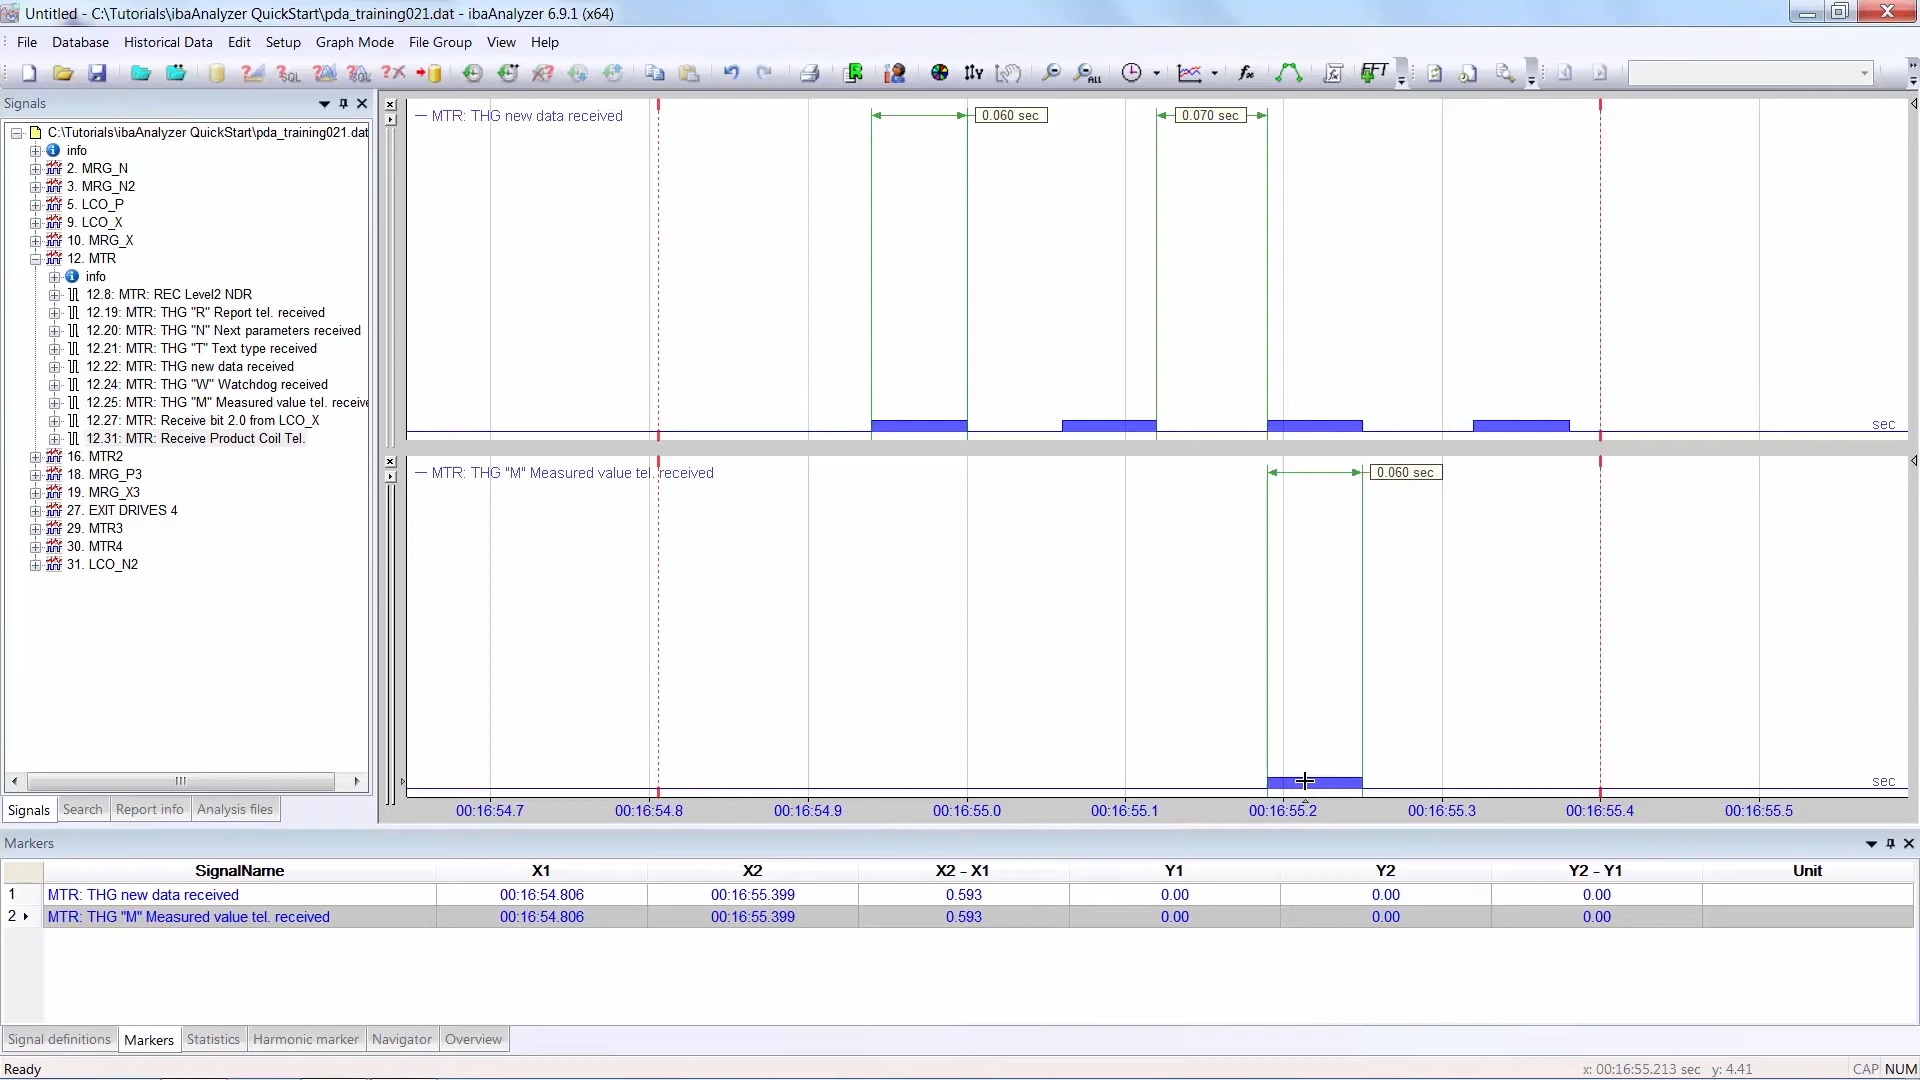 Untitled - C:\Tutorials\ibaAnalyzer QuickStart\pda_training021.dat - ibaAnalyzer 6.9.1 (x64)
File Database Historical Data Edit Setup Graph Mode File Group View Help
Signals
C:\Tutorials\ibaAnalyzer QuickStart\pda_training021.dat
info
2. MRG_N
3. MRG_N2
5. LCO_P
9. LCO_X
10. MRG_X
12. MTR
info
12.8: MTR: REC Level2 NDR
12.19: MTR: THG "R" Report tel. received
12.20: MTR: THG "N" Next parameters received
12.21: MTR: THG "T" Text type received
12.22: MTR: THG new data received
12.24: MTR: THG "W" Watchdog received
12.25: MTR: THG "M" Measured value tel. receive
12.27: MTR: Receive bit 2.0 from LCO_X
12.31: MTR: Receive Product Coil Tel.
16. MTR2
18. MRG_P3
19. MRG_X3
27. EXIT DRIVES 4
29. MTR3
30. MTR4
31. LCO_N2
Signals Search Report info Analysis files
MTR: THG new data received
0.060 sec
0.070 sec
sec
MTR: THG "M" Measured value tel. received
0.060 sec
sec
00:16:54.7 00:16:54.8 00:16:54.9 00:16:55.0 00:16:55.1 00:16:55.2 00:16:55.3 00:16:55.4 00:16:55.5
Markers
SignalName X1 X2 X2 - X1 Y1 Y2 Y2 - Y1 Unit
1 MTR: THG new data received 00:16:54.806 00:16:55.399 0.593 0.00 0.00 0.00
2 MTR: THG "M" Measured value tel. received 00:16:54.806 00:16:55.399 0.593 0.00 0.00 0.00
Signal definitions Markers Statistics Harmonic marker Navigator Overview
Ready x: 00:16:55.213 sec y: 4.41 CAP NUM